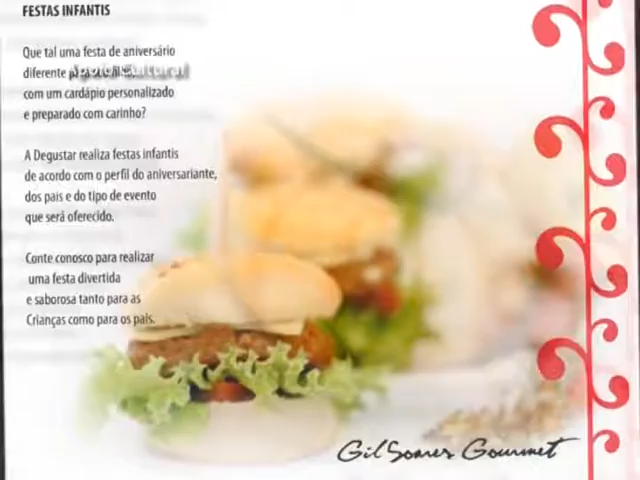 FESTAS INFANTIS
Que tal uma festa de aniversário
diferente
Apoio Cultural
com um cardápio personalizado
e preparado com carinho?
A Degustar realiza festas infantis
de acordo com o perfil do aniversariante,
dos pais e do tipo de evento
que será oferecido.
Conte conosco para realizar
uma festa divertida
e saborosa tanto para as
Crianças como para os pais.
Gil Soares Gourmet